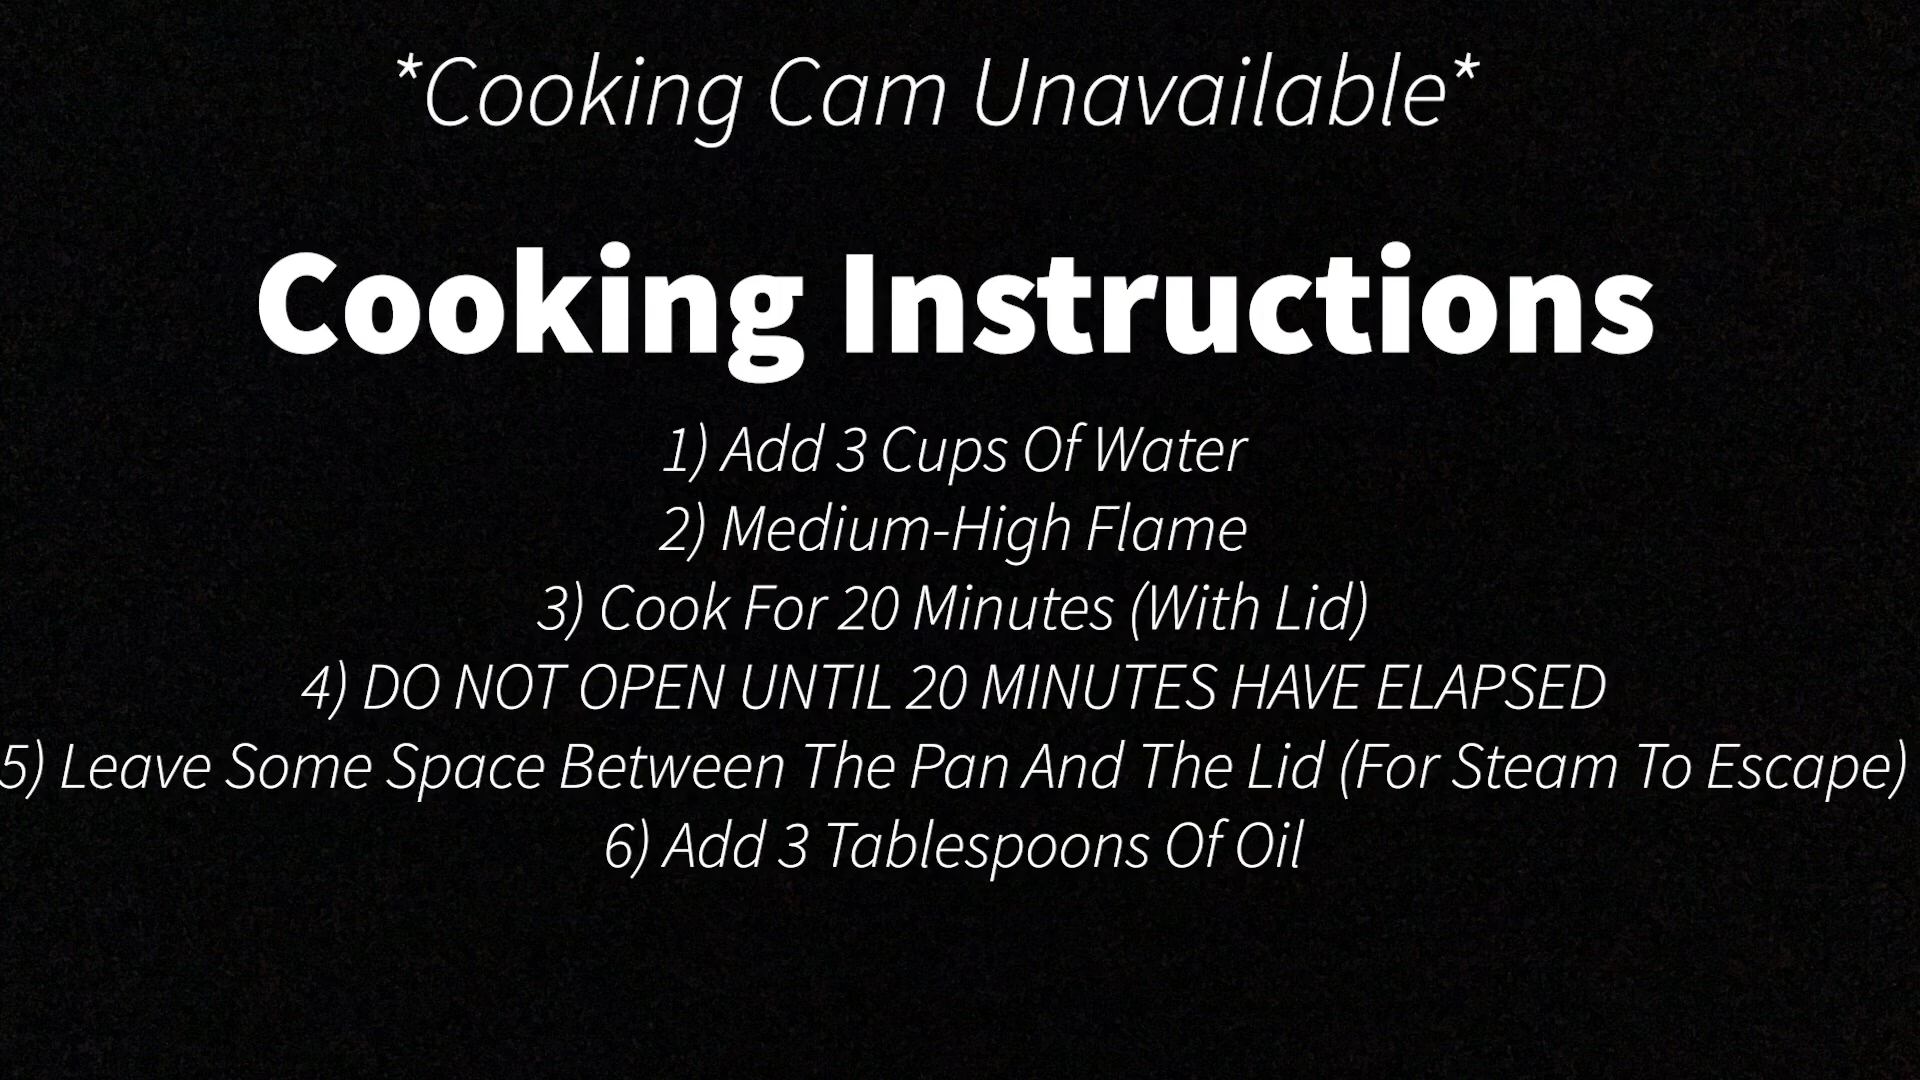 *Cooking Cam Unavailable*
Cooking Instructions
1) Add 3 Cups Of Water
2) Medium-High Flame
3) Cook For 20 Minutes (With Lid)
4) DO NOT OPEN UNTIL 20 MINUTES HAVE ELAPSED
5) Leave Some Space Between The Pan And The Lid (For Steam To Escape)
6) Add 3 Tablespoons Of Oil